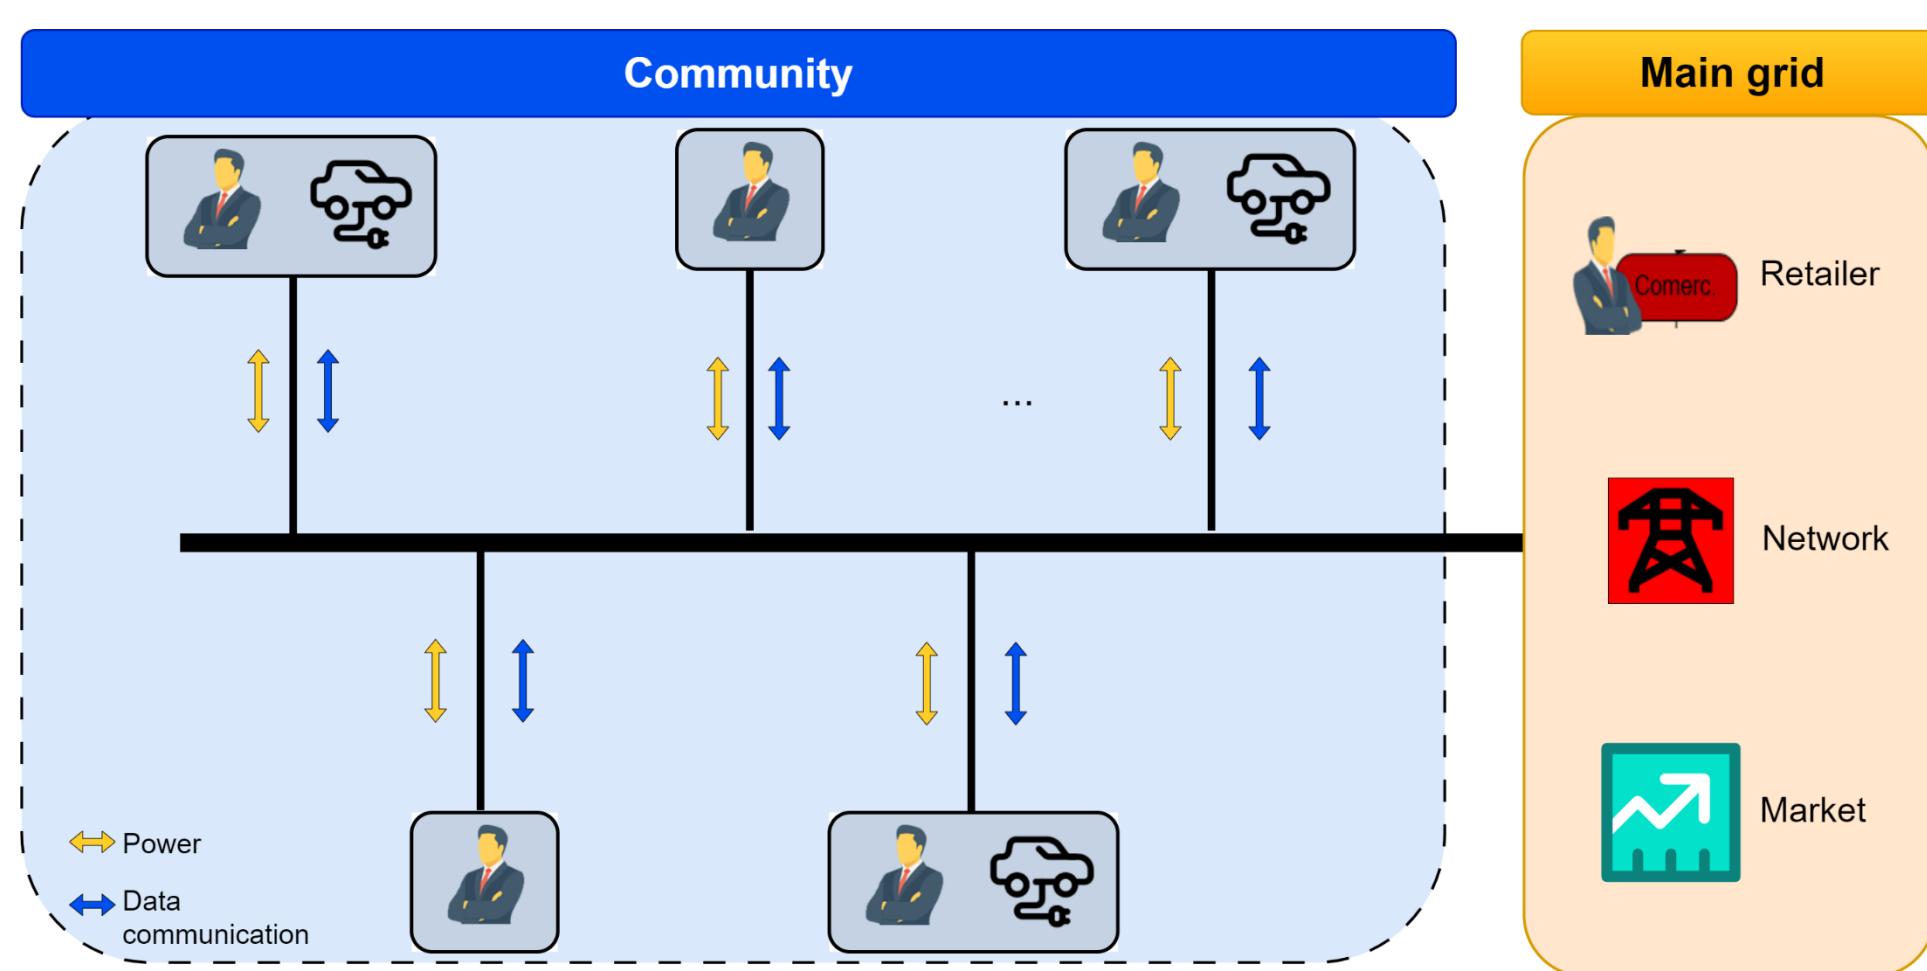 Community
Main grid
Comerc.
Retailer
...
Network
Market
Power
Data
communication